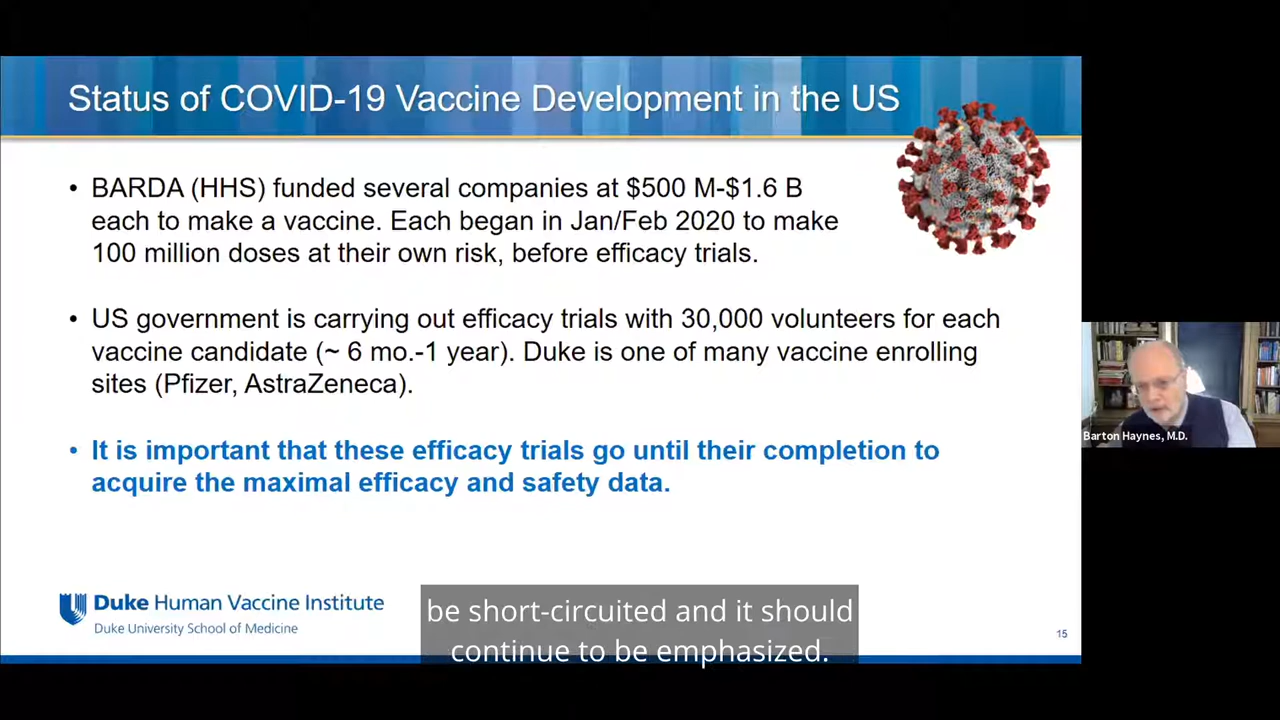 Status of COVID-19 Vaccine Development in the US
• BARDA (HHS) funded several companies at $500 M-$1.6 B
each to make a vaccine. Each began in Jan/Feb 2020 to make
100 million doses at their own risk, before efficacy trials.
• US government is carrying out efficacy trials with 30,000 volunteers for each
vaccine candidate (~ 6 mo.-1 year). Duke is one of many vaccine enrolling
sites (Pfizer, AstraZeneca).
• It is important that these efficacy trials go until their completion to
acquire the maximal efficacy and safety data.
Barton Haynes, M.D.
Duke Human Vaccine Institute
Duke University School of Medicine
be short-circuited and it should
continue to be emphasized.
15